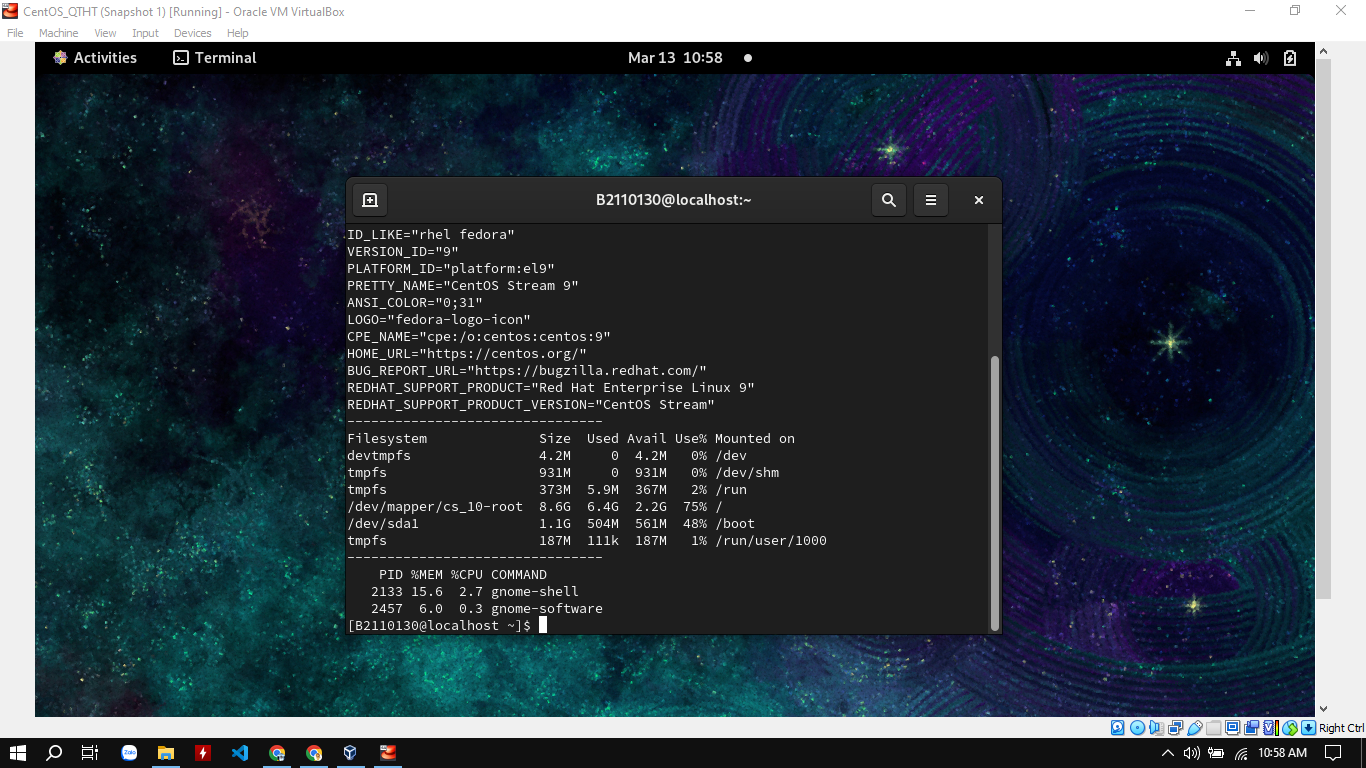 CentOS_QTHT (Snapshot 1) [Running] - Oracle VM VirtualBox
File Machine View Input Devices Help
Activities Terminal Mar 13 10:58
B2110130@localhost:~
ID_LIKE="rhel fedora"
VERSION_ID="9"
PLATFORM_ID="platform:el9"
PRETTY_NAME="CentOS Stream 9"
ANSI_COLOR="0;31"
LOGO="fedora-logo-icon"
CPE_NAME="cpe:/o:centos:centos:9"
HOME_URL="https://centos.org/"
BUG_REPORT_URL="https://bugzilla.redhat.com/"
REDHAT_SUPPORT_PRODUCT="Red Hat Enterprise Linux 9"
REDHAT_SUPPORT_PRODUCT_VERSION="CentOS Stream"
--------------------------------
Filesystem              Size  Used Avail Use% Mounted on
devtmpfs                4.2M     0  4.2M   0% /dev
tmpfs                   931M     0  931M   0% /dev/shm
tmpfs                   373M  5.9M  367M   2% /run
/dev/mapper/cs_10-root  8.6G  6.4G  2.2G  75% /
/dev/sda1               1.1G  504M  561M  48% /boot
tmpfs                   187M  111k  187M   1% /run/user/1000
--------------------------------
    PID %MEM %CPU COMMAND
   2133 15.6  2.7 gnome-shell
   2457  6.0  0.3 gnome-software
[B2110130@localhost ~]$
Right Ctrl
Zalo
10:58 AM